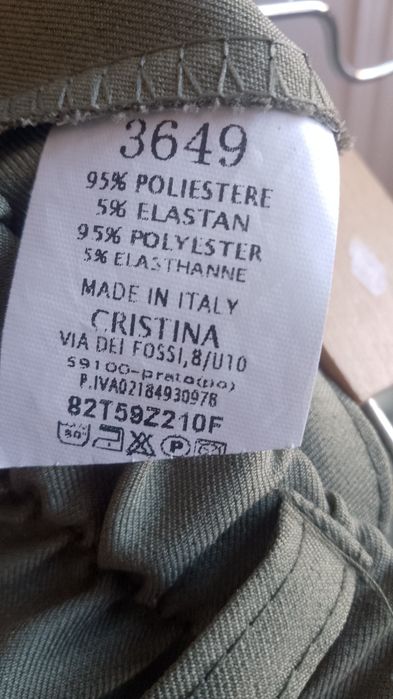 3649
95% POLIESTERE
5% ELASTAN
95% POLYESTER
5% ELASTHANNE
MADE IN ITALY
CRISTINA
VIA DEI FOSSI,8/U10
59100-prato(po)
P.IVA02184930978
82T59Z210F
P